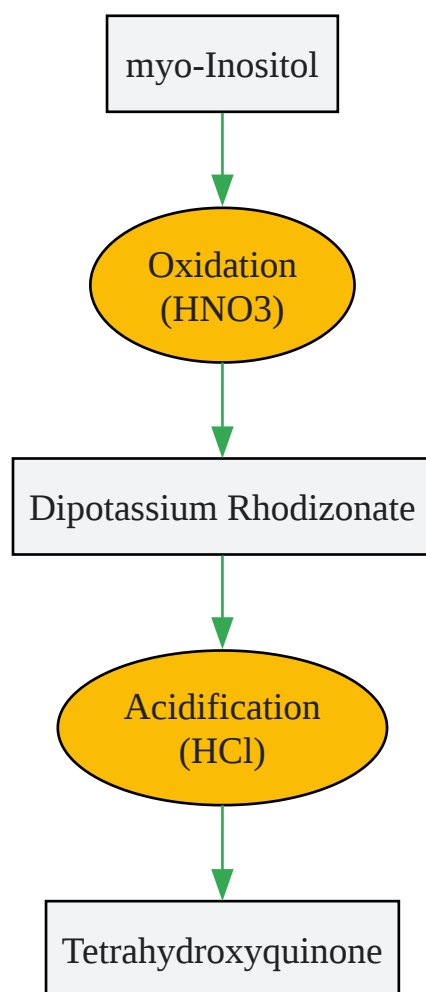 myo-Inositol
Oxidation
(HNO3)
Dipotassium Rhodizonate
Acidification
(HCl)
Tetrahydroxyquinone